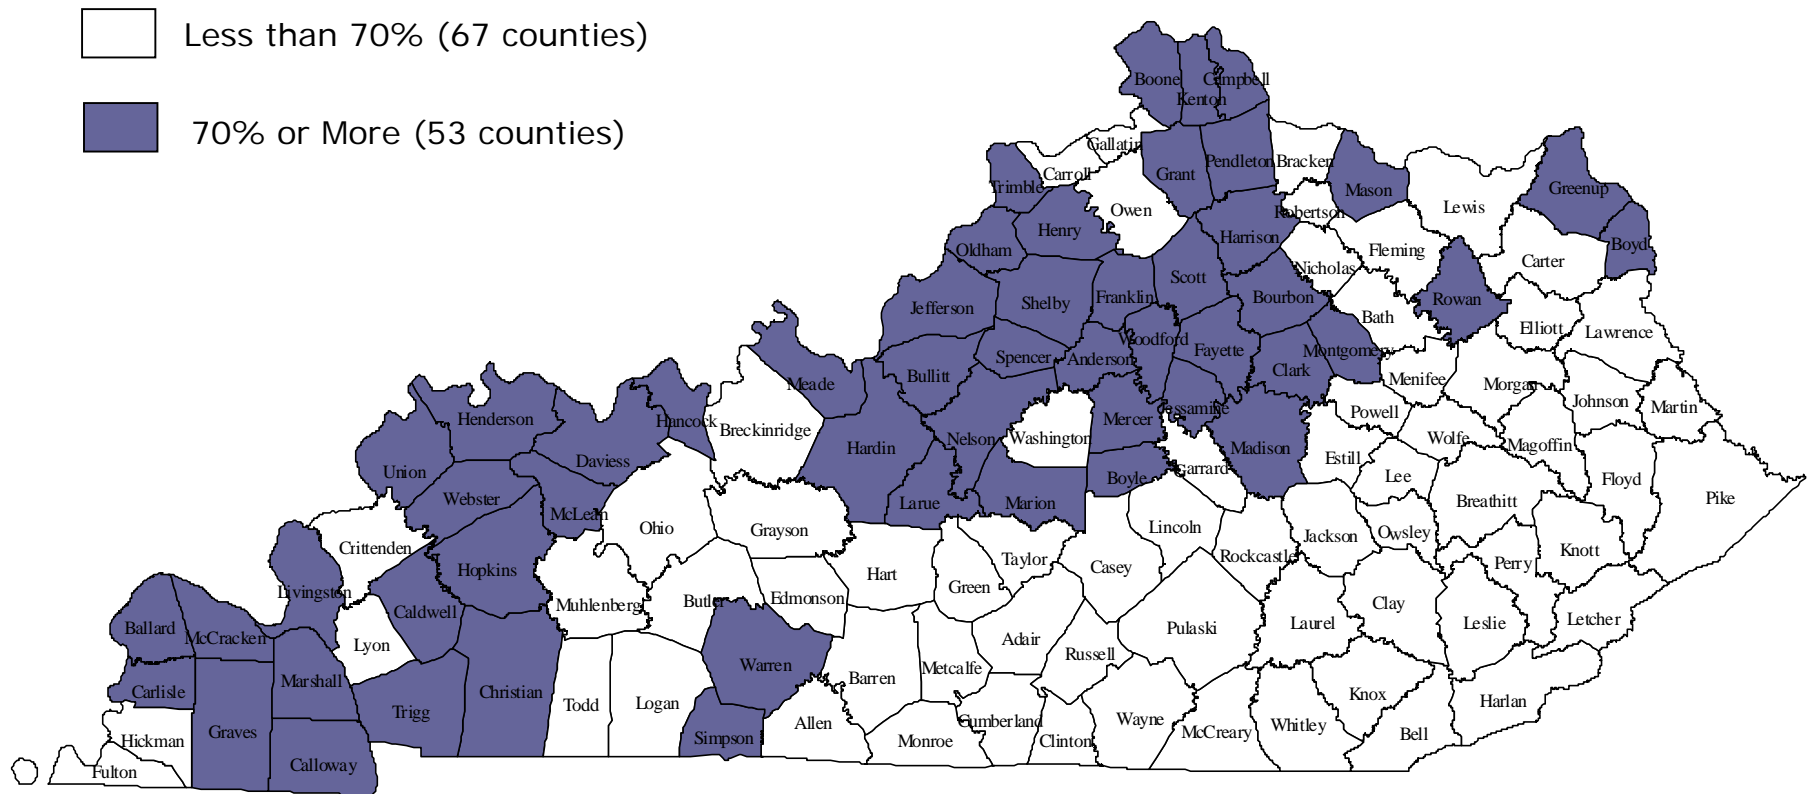 Less than 70% (67 counties)
70% or More (53 counties)
Boone
Campbell
Kenton
Gallatin
Carroll
Trimble
Grant
Pendleton
Bracken
Mason
Robertson
Lewis
Greenup
Boyd
Owen
Henry
Oldham
Harrison
Fleming
Nicholas
Carter
Jefferson
Shelby
Franklin
Scott
Bourbon
Bath
Rowan
Elliott
Lawrence
Spencer
Anderson
Woodford
Fayette
Montgomery
Clark
Menifee
Morgan
Johnson
Martin
Bullitt
Meade
Hancock
Breckinridge
Hardin
Nelson
Washington
Mercer
Jessamine
Madison
Powell
Wolfe
Magoffin
Henderson
Union
Daviess
Webster
McLean
Ohio
Grayson
Larue
Marion
Boyle
Garrard
Estill
Lee
Breathitt
Floyd
Pike
Crittenden
Hopkins
Livingston
Caldwell
Muhlenberg
Butler
Edmonson
Hart
Green
Taylor
Casey
Lincoln
Rockcastle
Jackson
Owsley
Perry
Knott
Ballard
McCracken
Lyon
Warren
Barren
Metcalfe
Adair
Russell
Pulaski
Laurel
Clay
Leslie
Letcher
Carlisle
Marshall
Trigg
Christian
Todd
Logan
Simpson
Allen
Monroe
Cumberland
Clinton
Wayne
McCreary
Whitley
Knox
Bell
Harlan
Hickman
Graves
Calloway
Fulton